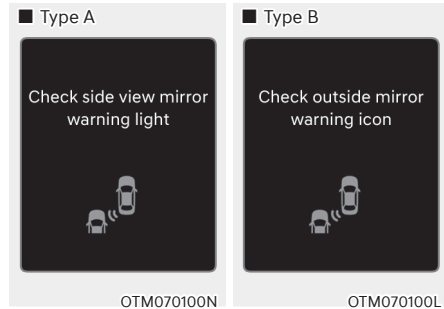 ■ Type A
Check side view mirror
warning light
OTM070100N
■ Type B
Check outside mirror
warning icon
OTM070100L